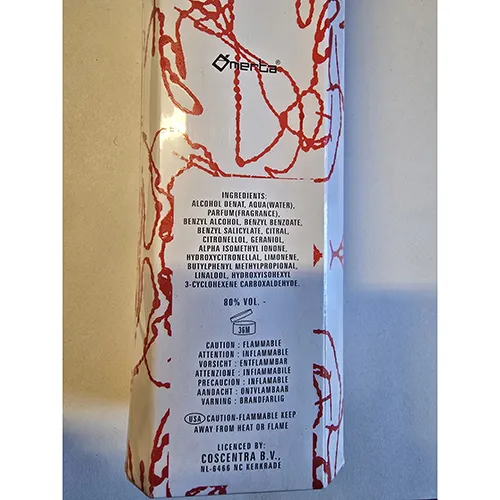 Omerta®
INGREDIENTS:
ALCOHOL DENAT, AQUA(WATER),
PARFUM(FRAGRANCE),
BENZYL ALCOHOL, BENZYL BENZOATE,
BENZYL SALICYLATE, CITRAL,
CITRONELLOL, GERANIOL,
ALPHA ISOMETHYL IONONE,
HYDROXYCITRONELLAL, LIMONENE,
BUTYLPHENYL METHYLPROPIONAL,
LINALOOL, HYDROXYISOHEXYL
3-CYCLOHEXENE CARBOXALDEHYDE.
80% VOL. -
36M
CAUTION : FLAMMABLE
ATTENTION : INFLAMMABLE
VORSICHT : ENTFLAMMBAR
ATTENZIONE : INFIAMMABILE
PRECAUCION : INFLAMABLE
AANDACHT : ONTVLAMBAAR
VARNING : BRANDFARLIG
USA CAUTION-FLAMMABLE KEEP
AWAY FROM HEAT OR FLAME
LICENCED BY:
COSCENTRA B.V.,
NL-6466 NC KERKRADE